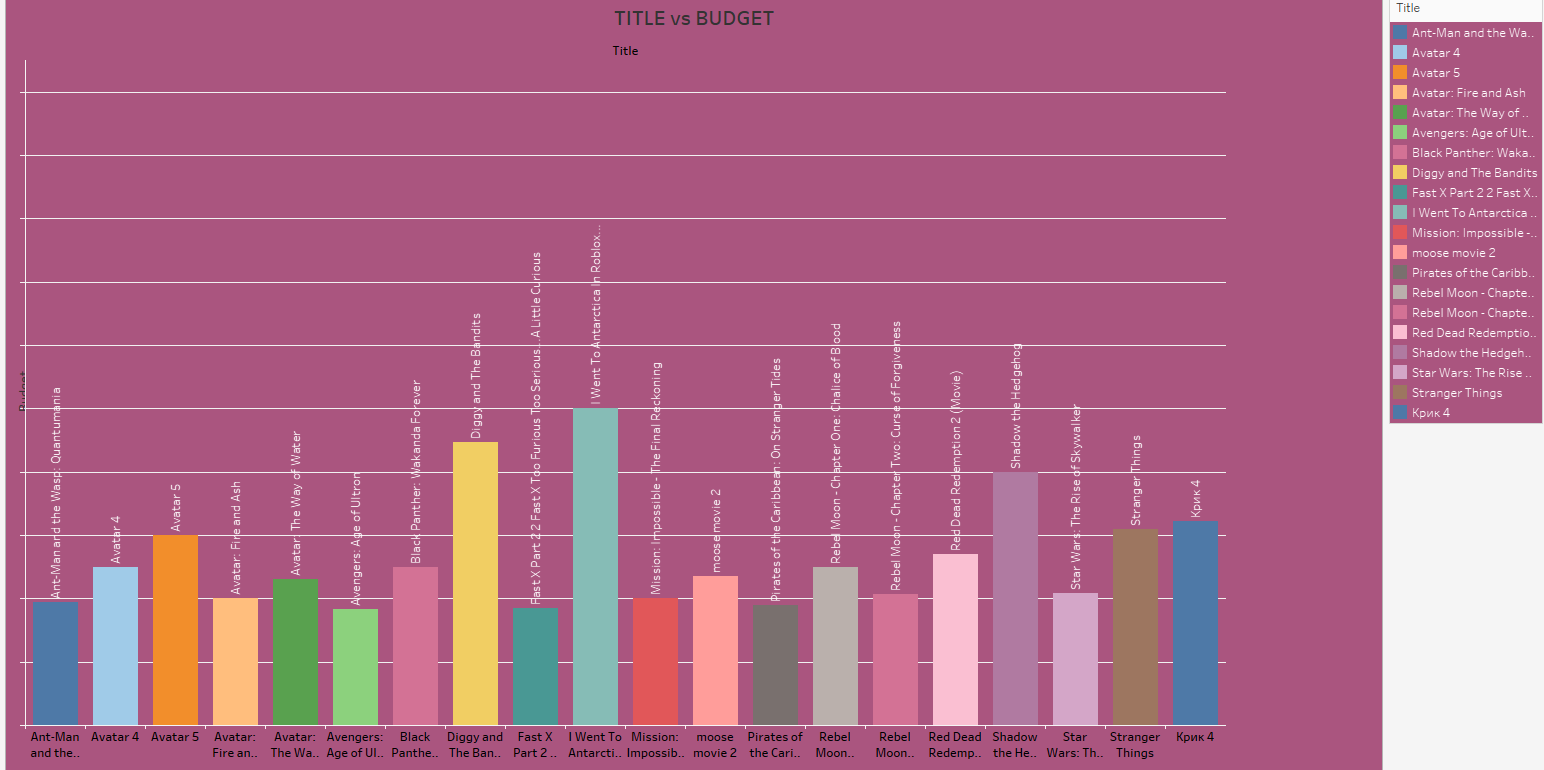 TITLE vs BUDGET
Title
Budget
Ant-Man and the Wasp: Quantumania
Avatar 4
Avatar 5
Avatar: Fire and Ash
Avatar: The Way of Water
Avengers: Age of Ultron
Black Panther: Wakanda Forever
Diggy and The Bandits
Fast X Part 2 2 Fast X Too Furious Too Serious...A Little Curious
I Went To Antarctica In Roblox...
Mission: Impossible - The Final Reckoning
moose movie 2
Pirates of the Caribbean: On Stranger Tides
Rebel Moon - Chapter One: Chalice of Blood
Rebel Moon - Chapter Two: Curse of Forgiveness
Red Dead Redemption 2 (Movie)
Shadow the Hedgehog
Star Wars: The Rise of Skywalker
Stranger Things
Крик 4
Ant-Man
and the..
Avatar 4
Avatar 5
Avatar:
Fire an..
Avatar:
The Wa..
Avengers:
Age of Ul..
Black
Panthe..
Diggy and
The Ban..
Fast X
Part 2 ..
I Went To
Antarcti..
Mission:
Impossib..
moose
movie 2
Pirates of
the Cari..
Rebel
Moon..
Rebel
Moon..
Red Dead
Redemp..
Shadow
the He..
Star
Wars: Th..
Stranger
Things
Крик 4
Title
Ant-Man and the Wa..
Avatar 4
Avatar 5
Avatar: Fire and Ash
Avatar: The Way of ..
Avengers: Age of Ult..
Black Panther: Waka..
Diggy and The Bandits
Fast X Part 2 2 Fast X..
I Went To Antarctica ..
Mission: Impossible -..
moose movie 2
Pirates of the Caribb..
Rebel Moon - Chapte..
Rebel Moon - Chapte..
Red Dead Redemptio..
Shadow the Hedgeh..
Star Wars: The Rise ..
Stranger Things
Крик 4